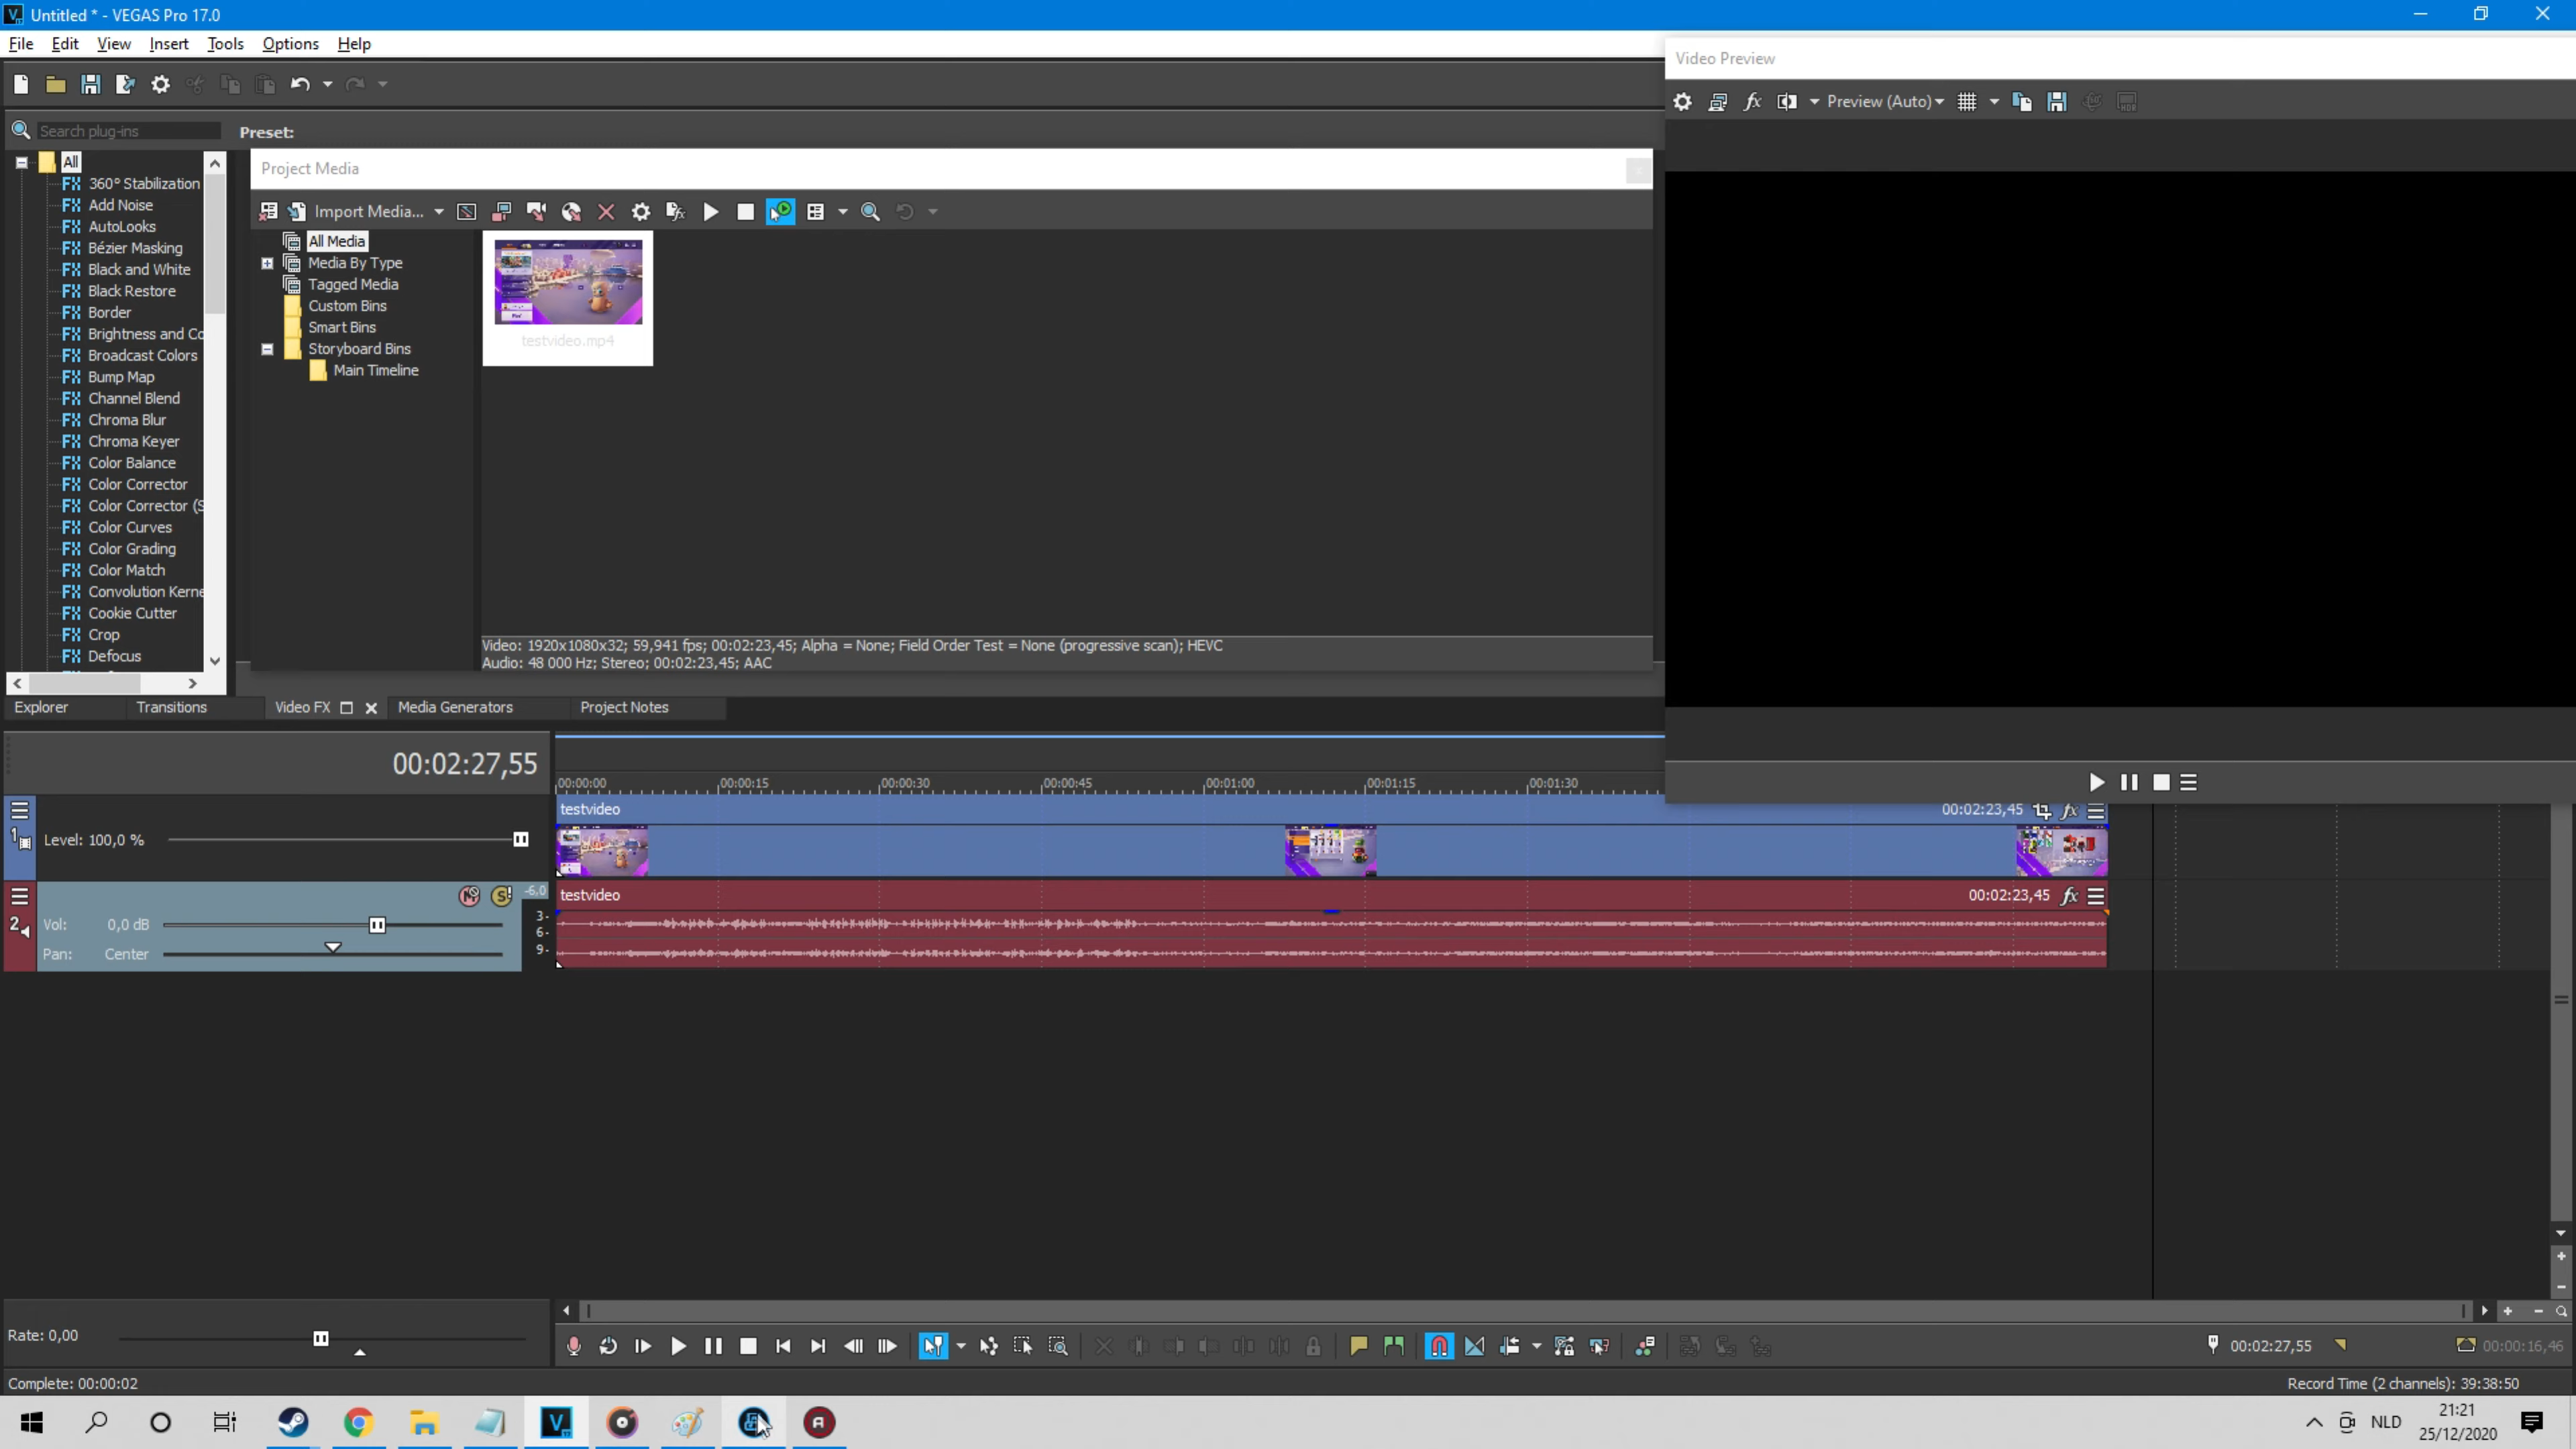 Untitled * - VEGAS Pro 17.0
File Edit View Insert Tools Options Help
Video Preview
Preview (Auto)
Search plug-ins
Preset:
All
360° Stabilization
Add Noise
AutoLooks
Bézier Masking
Black and White
Black Restore
Border
Brightness and Co
Broadcast Colors
Bump Map
Channel Blend
Chroma Blur
Chroma Keyer
Color Balance
Color Corrector
Color Corrector (S
Color Curves
Color Grading
Color Match
Convolution Kerne
Cookie Cutter
Crop
Defocus
Project Media
Import Media...
All Media
Media By Type
Tagged Media
Custom Bins
Smart Bins
Storyboard Bins
Main Timeline
testvideo.mp4
Video: 1920x1080x32; 59,941 fps; 00:02:23,45; Alpha = None; Field Order Test = None (progressive scan); HEVC
Audio: 48 000 Hz; Stereo; 00:02:23,45; AAC
Explorer Transitions Video FX Media Generators Project Notes
00:02:27,55
00:00:00 00:00:15 00:00:30 00:00:45 00:01:00 00:01:15 00:01:30
testvideo 00:02:23,45
1 Level: 100,0 %
testvideo 00:02:23,45
-6,0
2 Vol: 0,0 dB
Pan: Center
3-
6-
9-
Rate: 0,00
00:02:27,55 00:00:16,46
Complete: 00:00:02
Record Time (2 channels): 39:38:50
NLD
21:21
25/12/2020